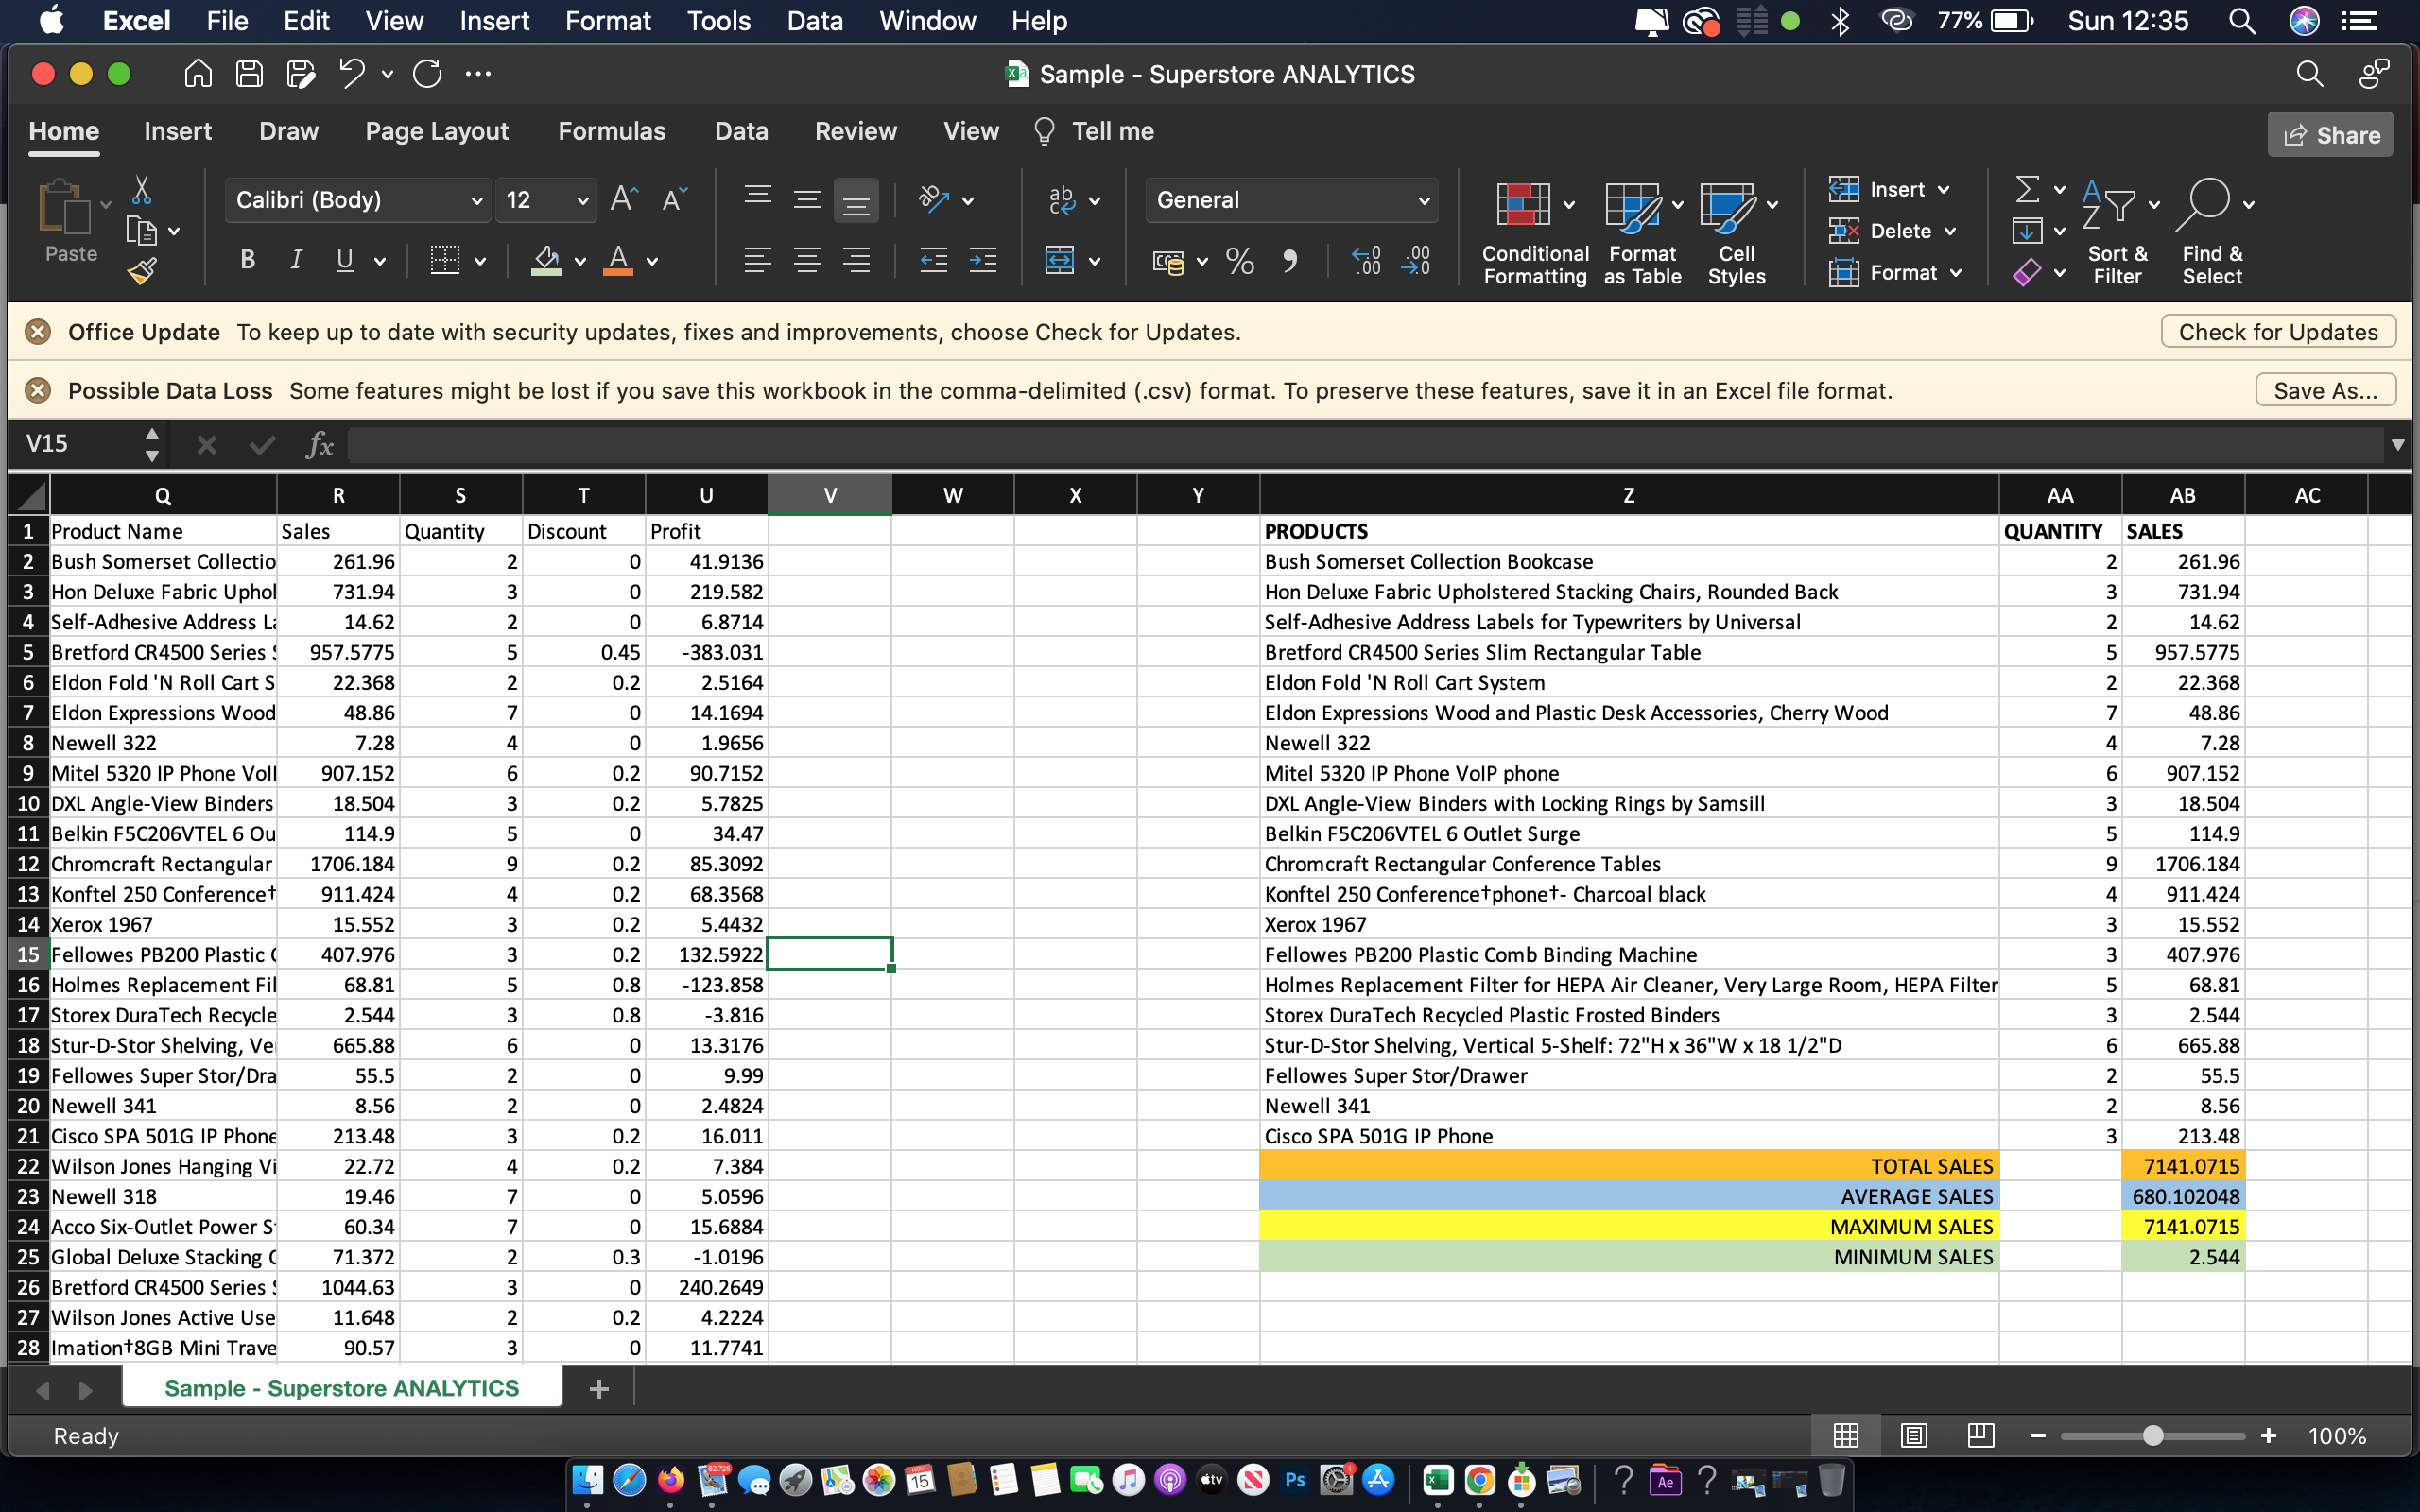 Excel File Edit View Insert Format Tools Data Window Help 77% Sun 12:35
Sample - Superstore ANALYTICS
Home Insert Draw Page Layout Formulas Data Review View Tell me Share
Paste Calibri (Body) 12 General Conditional Formatting Format as Table Cell Styles Insert Delete Format Sort & Filter Find & Select
Office Update To keep up to date with security updates, fixes and improvements, choose Check for Updates. Check for Updates
Possible Data Loss Some features might be lost if you save this workbook in the comma-delimited (.csv) format. To preserve these features, save it in an Excel file format. Save As...
V15 fx
Q R S T U V W X Y Z AA AB AC
1 Product Name Sales Quantity Discount Profit PRODUCTS QUANTITY SALES
2 Bush Somerset Collectio 261.96 2 0 41.9136 Bush Somerset Collection Bookcase 2 261.96
3 Hon Deluxe Fabric Uphol 731.94 3 0 219.582 Hon Deluxe Fabric Upholstered Stacking Chairs, Rounded Back 3 731.94
4 Self-Adhesive Address La 14.62 2 0 6.8714 Self-Adhesive Address Labels for Typewriters by Universal 2 14.62
5 Bretford CR4500 Series S 957.5775 5 0.45 -383.031 Bretford CR4500 Series Slim Rectangular Table 5 957.5775
6 Eldon Fold 'N Roll Cart S 22.368 2 0.2 2.5164 Eldon Fold 'N Roll Cart System 2 22.368
7 Eldon Expressions Wood 48.86 7 0 14.1694 Eldon Expressions Wood and Plastic Desk Accessories, Cherry Wood 7 48.86
8 Newell 322 7.28 4 0 1.9656 Newell 322 4 7.28
9 Mitel 5320 IP Phone VoIP 907.152 6 0.2 90.7152 Mitel 5320 IP Phone VoIP phone 6 907.152
10 DXL Angle-View Binders 18.504 3 0.2 5.7825 DXL Angle-View Binders with Locking Rings by Samsill 3 18.504
11 Belkin F5C206VTEL 6 Ou 114.9 5 0 34.47 Belkin F5C206VTEL 6 Outlet Surge 5 114.9
12 Chromcraft Rectangular 1706.184 9 0.2 85.3092 Chromcraft Rectangular Conference Tables 9 1706.184
13 Konftel 250 Conference† 911.424 4 0.2 68.3568 Konftel 250 Conference†phone†- Charcoal black 4 911.424
14 Xerox 1967 15.552 3 0.2 5.4432 Xerox 1967 3 15.552
15 Fellowes PB200 Plastic C 407.976 3 0.2 132.5922 Fellowes PB200 Plastic Comb Binding Machine 3 407.976
16 Holmes Replacement Fil 68.81 5 0.8 -123.858 Holmes Replacement Filter for HEPA Air Cleaner, Very Large Room, HEPA Filter 5 68.81
17 Storex DuraTech Recycle 2.544 3 0.8 -3.816 Storex DuraTech Recycled Plastic Frosted Binders 3 2.544
18 Stur-D-Stor Shelving, Ver 665.88 6 0 13.3176 Stur-D-Stor Shelving, Vertical 5-Shelf: 72"H x 36"W x 18 1/2"D 6 665.88
19 Fellowes Super Stor/Dra 55.5 2 0 9.99 Fellowes Super Stor/Drawer 2 55.5
20 Newell 341 8.56 2 0 2.4824 Newell 341 2 8.56
21 Cisco SPA 501G IP Phone 213.48 3 0.2 16.011 Cisco SPA 501G IP Phone 3 213.48
22 Wilson Jones Hanging Vi 22.72 4 0.2 7.384 TOTAL SALES 7141.0715
23 Newell 318 19.46 7 0 5.0596 AVERAGE SALES 680.102048
24 Acco Six-Outlet Power St 60.34 7 0 15.6884 MAXIMUM SALES 7141.0715
25 Global Deluxe Stacking C 71.372 2 0.3 -1.0196 MINIMUM SALES 2.544
26 Bretford CR4500 Series S 1044.63 3 0 240.2649
27 Wilson Jones Active Use 11.648 2 0.2 4.2224
28 Imation†8GB Mini Trave 90.57 3 0 11.7741
Sample - Superstore ANALYTICS
Ready 100%
62,725 NOV 15 tv Ps 1 Ae